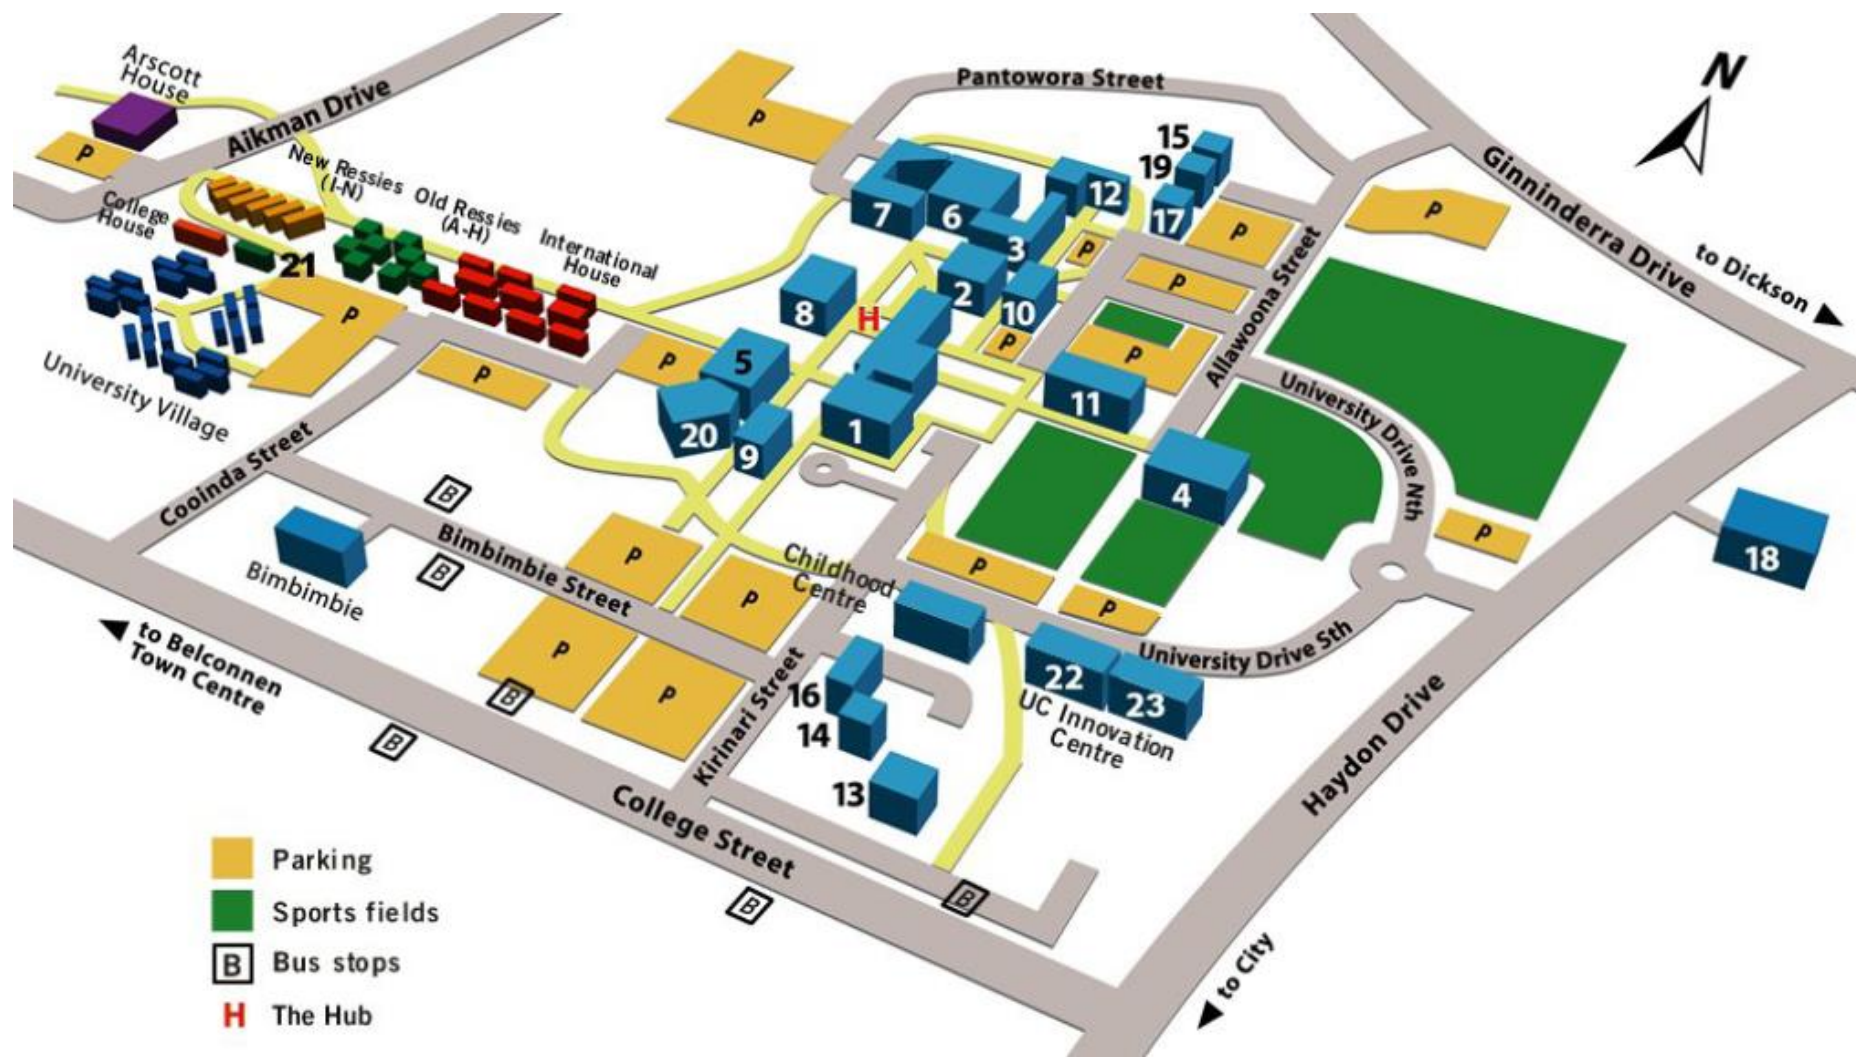 Arscott
House
P
Aikman Drive
New Ressies
(I-N)
Old Ressies
(A-H)
International
House
College
House
21
P
P
P
University Village
Cooinda Street
Pantowora Street
P
N
Ginninderra Drive
to Dickson
15
19
17
12
7
6
3
P
P
P
P
2
10
P
P
8
H
5
20
9
1
11
4
Allawoona Street
University Drive Nth
P
18
B
B
Bimbimbie
Bimbimbie Street
P
P
P
P
B
B
to Belconnen
Town Centre
Childhood
Centre
P
P
University Drive Sth
22
23
UC Innovation
Centre
16
14
13
Kirinari Street
College Street
Haydon Drive
to City
B
B
Parking
Sports fields
B Bus stops
H The Hub